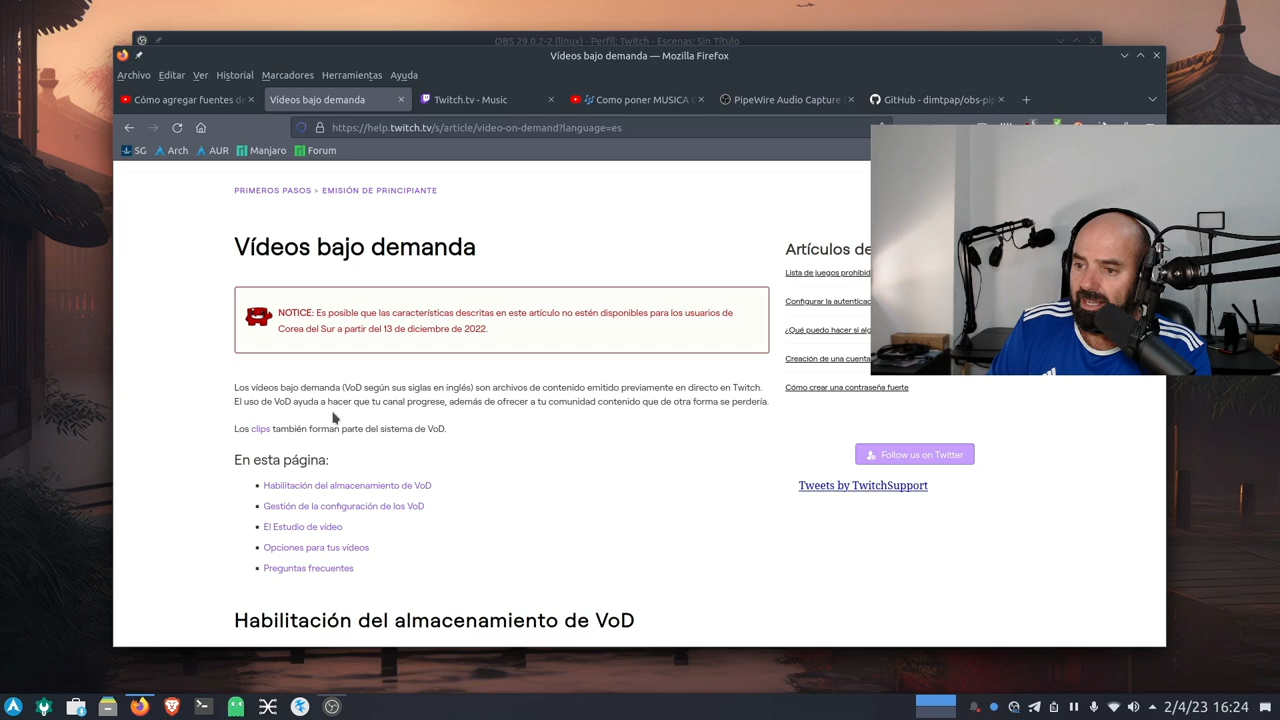 OBS 29.0.2-2 (linux) - Perfil: Twitch - Escenas: Sin Título
Vídeos bajo demanda — Mozilla Firefox
Archivo Editar Ver Historial Marcadores Herramientas Ayuda
Cómo agregar fuentes de
Vídeos bajo demanda
Twitch.tv - Music
Como poner MUSICA
PipeWire Audio Capture |
GitHub - dimtpap/obs-pip
https://help.twitch.tv/s/article/video-on-demand?language=es
SG Arch AUR Manjaro Forum
PRIMEROS PASOS > EMISIÓN DE PRINCIPIANTE
Vídeos bajo demanda
NOTICE: Es posible que las características descritas en este artículo no estén disponibles para los usuarios de
Corea del Sur a partir del 13 de diciembre de 2022.
Los vídeos bajo demanda (VoD según sus siglas en inglés) son archivos de contenido emitido previamente en directo en Twitch.
El uso de VoD ayuda a hacer que tu canal progrese, además de ofrecer a tu comunidad contenido que de otra forma se perdería.
Los clips también forman parte del sistema de VoD.
En esta página:
Habilitación del almacenamiento de VoD
Gestión de la configuración de los VoD
El Estudio de vídeo
Opciones para tus vídeos
Preguntas frecuentes
Habilitación del almacenamiento de VoD
Artículos de
Lista de juegos prohibid
Configurar la autentica
¿Qué puedo hacer si alg
Creación de una cuenta
Cómo crear una contraseña fuerte
Follow us on Twitter
Tweets by TwitchSupport
2/4/23 16:24